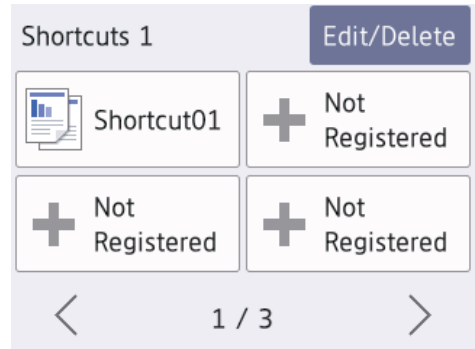 Shortcuts 1
Edit/Delete
Shortcut01
Not
Registered
Not
Registered
Not
Registered
1 / 3